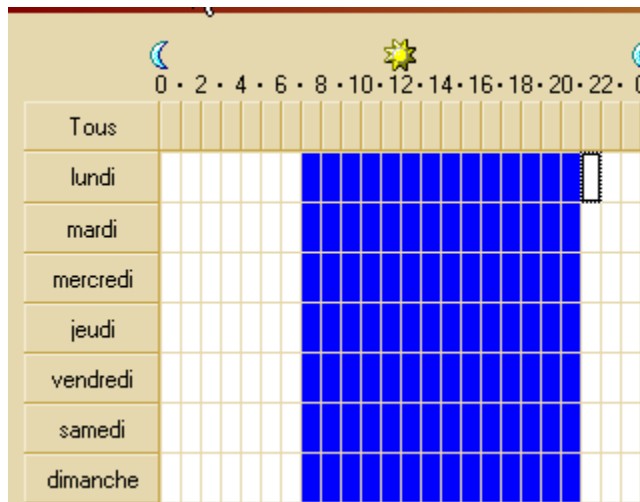 0 · 2 · 4 · 6 · 8 · 10 · 12 · 14 · 16 · 18 · 20 · 22 · 0
Tous
lundi
mardi
mercredi
jeudi
vendredi
samedi
dimanche